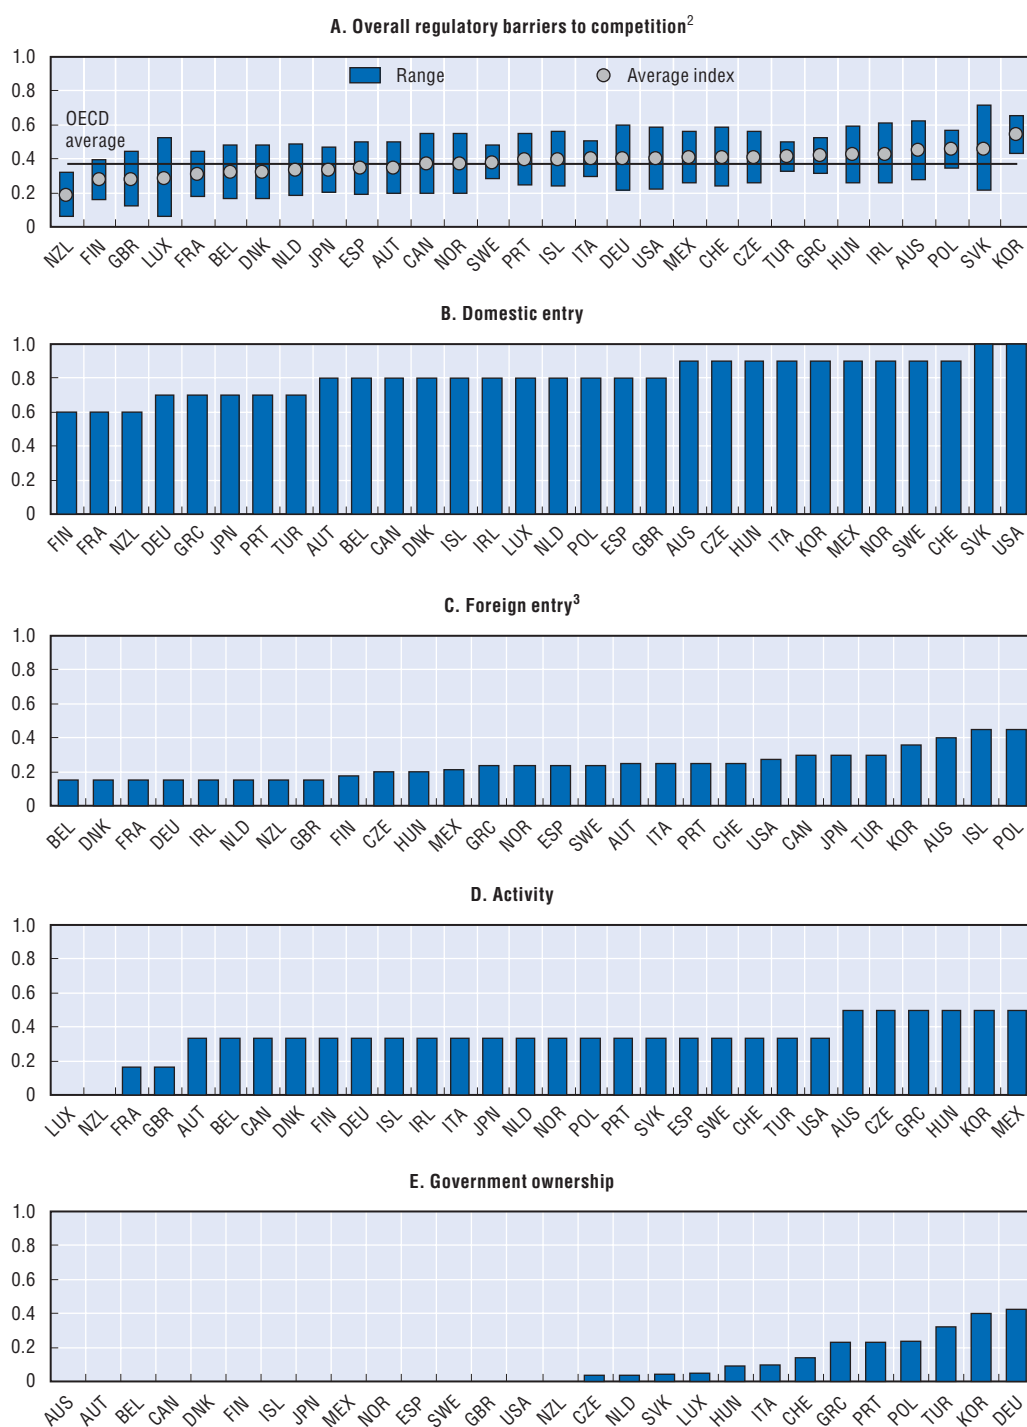 A. Overall regulatory barriers to competition²
1.0
0.8
0.6
0.4
0.2
0
Range
Average index
OECD
average
NZL FIN GBR LUX FRA BEL DNK NLD JPN ESP AUT CAN NOR SWE PRT ISL ITA DEU USA MEX CHE CZE TUR GRC HUN IRL AUS POL SVK KOR
B. Domestic entry
1.0
0.8
0.6
0.4
0.2
0
FIN FRA NZL DEU GRC JPN PRT TUR AUT BEL CAN DNK ISL IRL LUX NLD POL ESP GBR AUS CZE HUN ITA KOR MEX NOR SWE CHE SVK USA
C. Foreign entry³
1.0
0.8
0.6
0.4
0.2
0
BEL DNK FRA DEU IRL NLD NZL GBR FIN CZE HUN MEX GRC NOR ESP SWE AUT ITA PRT CHE USA CAN JPN TUR KOR AUS ISL POL
D. Activity
1.0
0.8
0.6
0.4
0.2
0
LUX NZL FRA GBR AUT BEL CAN DNK FIN DEU ISL IRL ITA JPN NLD NOR POL PRT SVK ESP SWE CHE TUR USA AUS CZE GRC HUN KOR MEX
E. Government ownership
1.0
0.8
0.6
0.4
0.2
0
AUS AUT BEL CAN DNK FIN ISL JPN MEX NOR ESP SWE GBR USA NZL CZE NLD SVK LUX HUN ITA CHE GRC PRT POL TUR KOR DEU